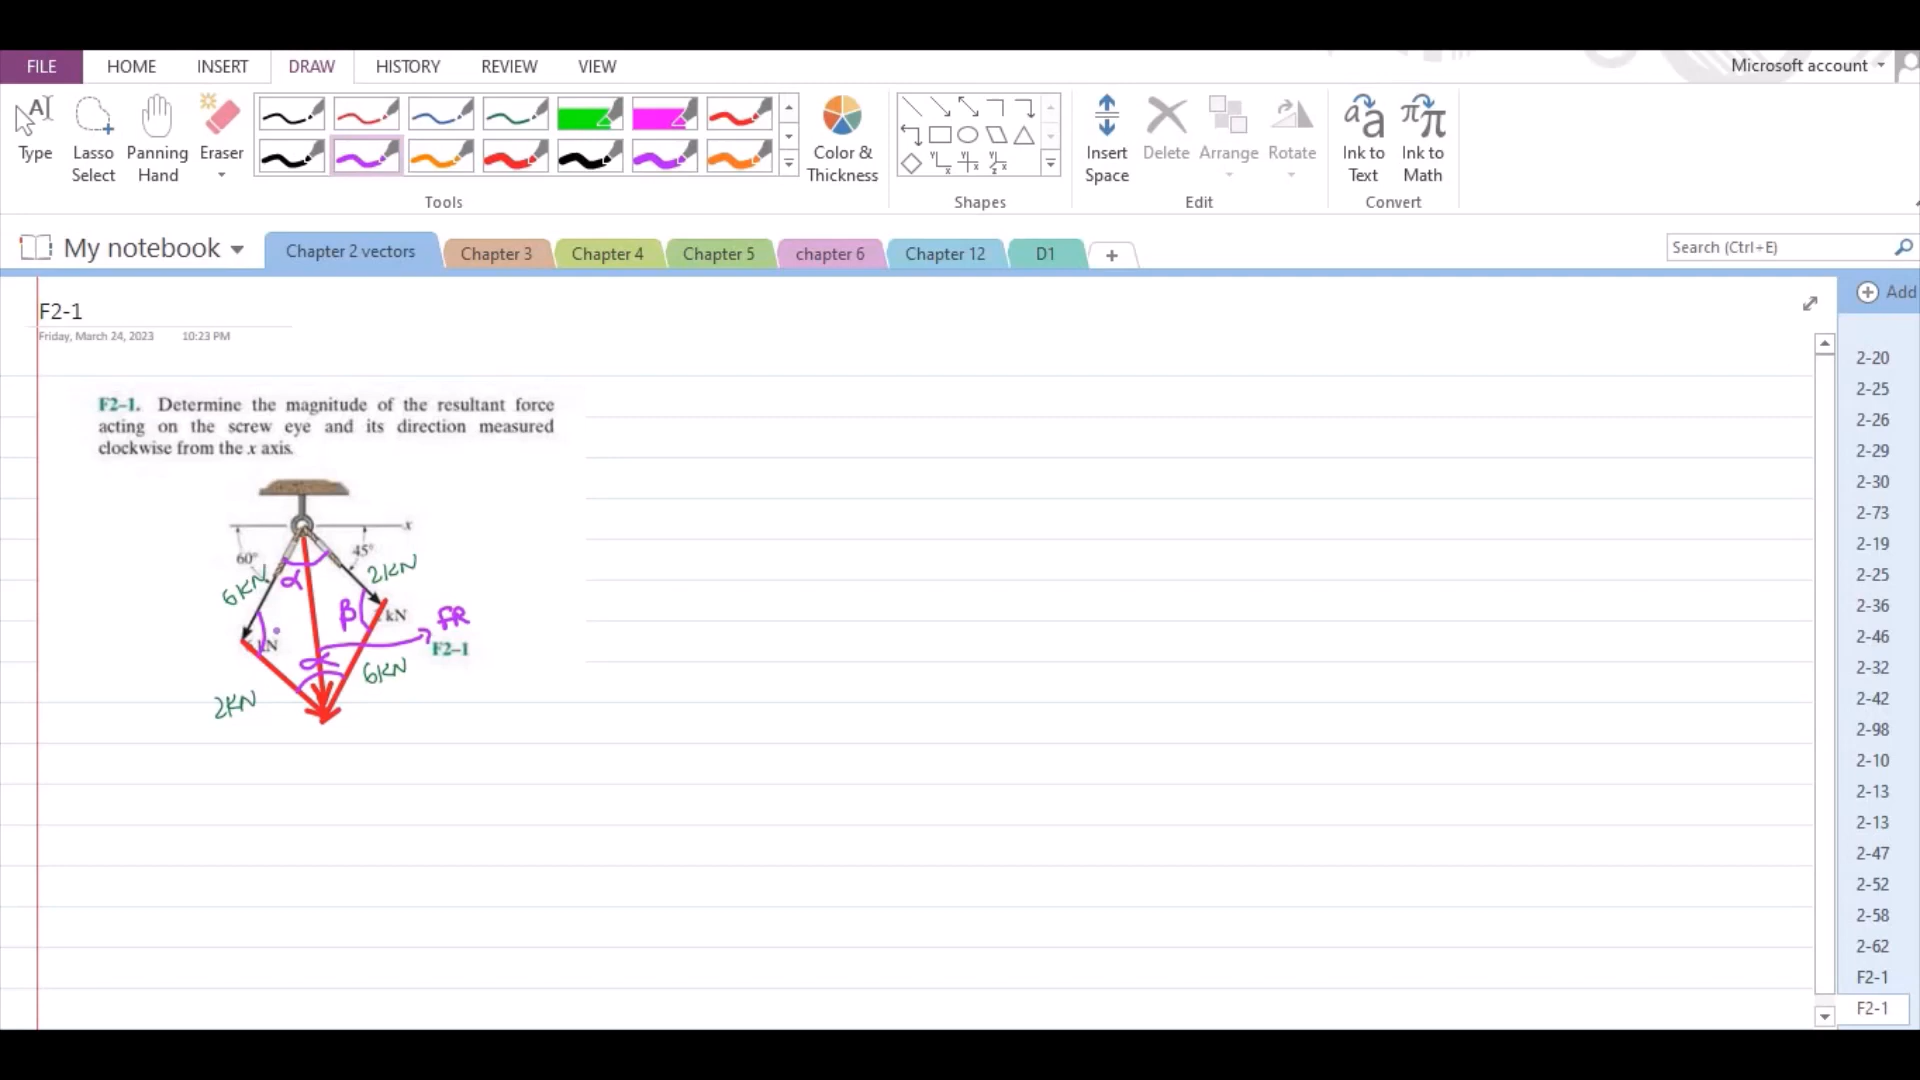 FILE HOME INSERT DRAW HISTORY REVIEW VIEW Microsoft account
Type Lasso Select Panning Hand Eraser Color & Thickness Insert Space Delete Arrange Rotate Ink to Text Ink to Math
Tools Shapes Edit Convert
My notebook Chapter 2 vectors Chapter 3 Chapter 4 Chapter 5 chapter 6 Chapter 12 D1 + Search (Ctrl+E)
Add
F2-1
Friday, March 24, 2023 10:23 PM
F2–1. Determine the magnitude of the resultant force
acting on the screw eye and its direction measured
clockwise from the x axis.
x
60° 45°
6KN α 2KN
β kN FR
kN F2–1
α 6KN
2KN
2-20
2-25
2-26
2-29
2-30
2-73
2-19
2-25
2-36
2-46
2-32
2-42
2-98
2-10
2-13
2-13
2-47
2-52
2-58
2-62
F2-1
F2-1